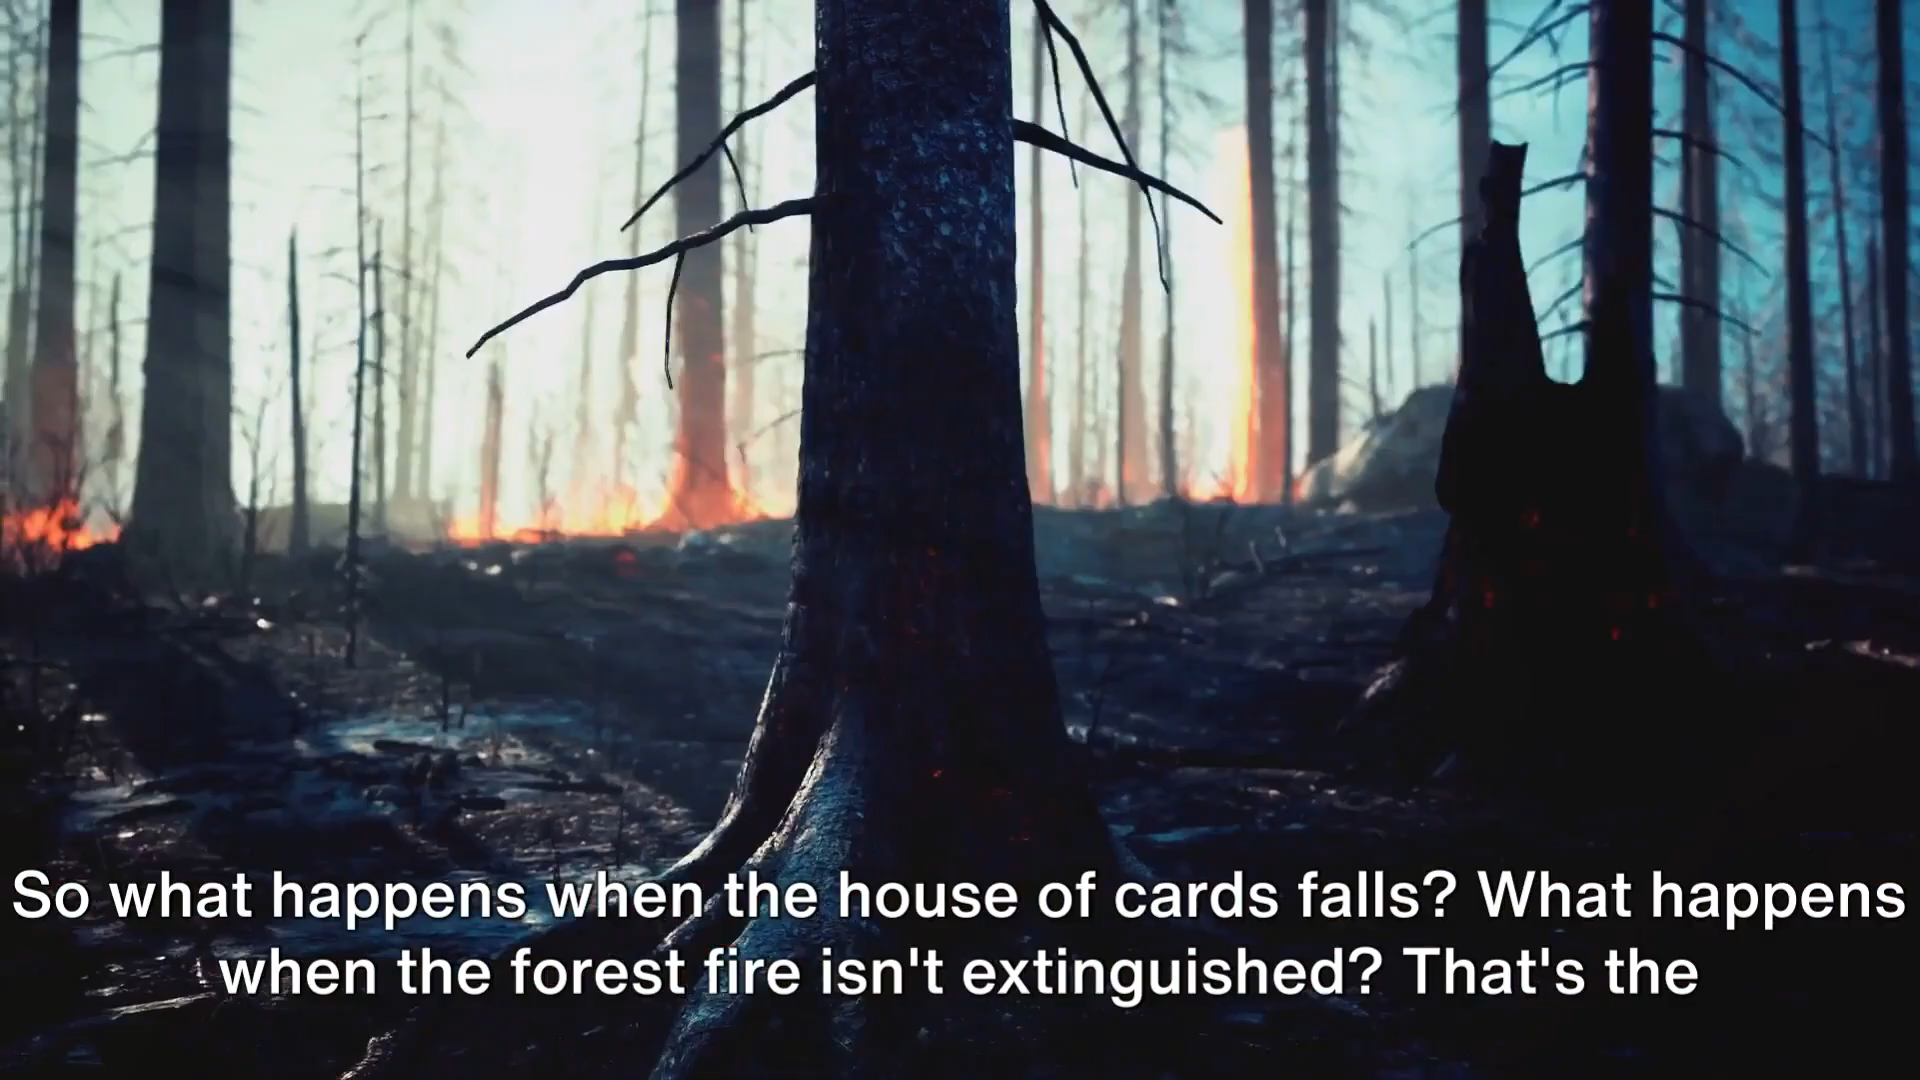 So what happens when the house of cards falls? What happens
when the forest fire isn't extinguished? That's the